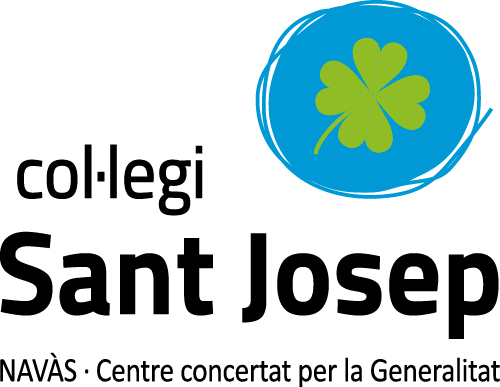 col·legi
Sant Josep
NAVÀS · Centre concertat per la Generalitat